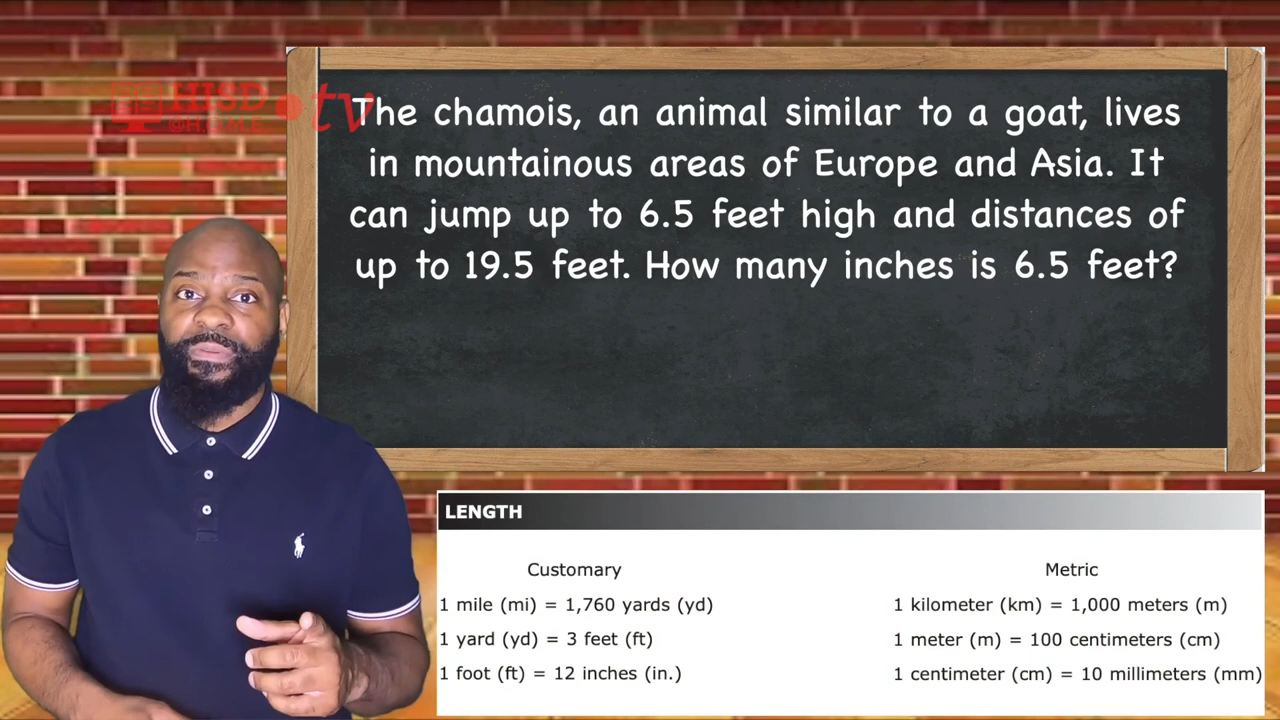 HISD
@H.O.M.E.
.tv
The chamois, an animal similar to a goat, lives
in mountainous areas of Europe and Asia. It
can jump up to 6.5 feet high and distances of
up to 19.5 feet. How many inches is 6.5 feet?
LENGTH
Customary
Metric
1 mile (mi) = 1,760 yards (yd)
1 kilometer (km) = 1,000 meters (m)
1 yard (yd) = 3 feet (ft)
1 meter (m) = 100 centimeters (cm)
1 foot (ft) = 12 inches (in.)
1 centimeter (cm) = 10 millimeters (mm)